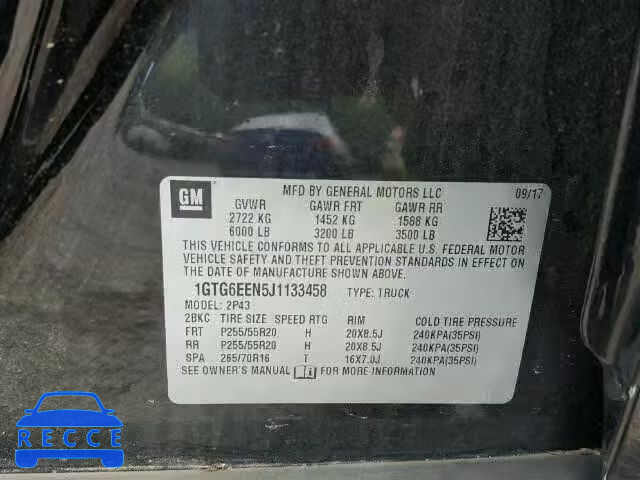 GM
MFD BY GENERAL MOTORS LLC 09/17
GVWR GAWR FRT GAWR RR
2722 KG 1452 KG 1588 KG
6000 LB 3200 LB 3500 LB
THIS VEHICLE CONFORMS TO ALL APPLICABLE U.S. FEDERAL MOTOR
VEHICLE SAFETY AND THEFT PREVENTION STANDARDS IN EFFECT ON THE
DATE OF MANUFACTURE SHOWN ABOVE.
1GTG6EEN5J1133458 TYPE: TRUCK
MODEL: 2P43
2BKC TIRE SIZE SPEED RTG RIM COLD TIRE PRESSURE
FRT P255/55R20 H 20X8.5J 240KPA(35PSI)
RR P255/55R20 H 20X8.5J 240KPA(35PSI)
SPA 265/70R16 T 16X7.0J 240KPA(35PSI)
SEE OWNER'S MANUAL FOR MORE INFORMATION
RECCE